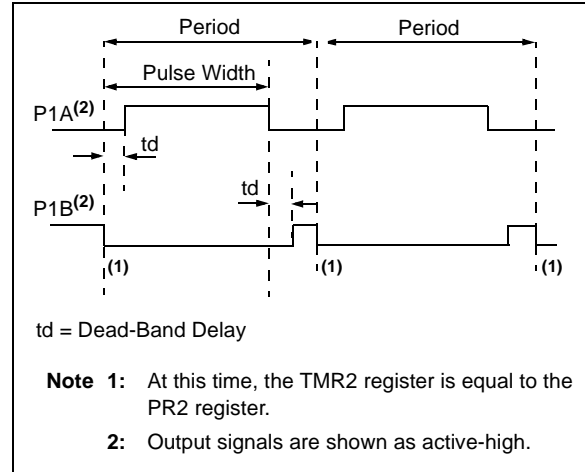 Period Period
Pulse Width
P1A(2)
td
td
P1B(2)
(1) (1) (1)
td = Dead-Band Delay
Note 1: At this time, the TMR2 register is equal to the
PR2 register.
2: Output signals are shown as active-high.